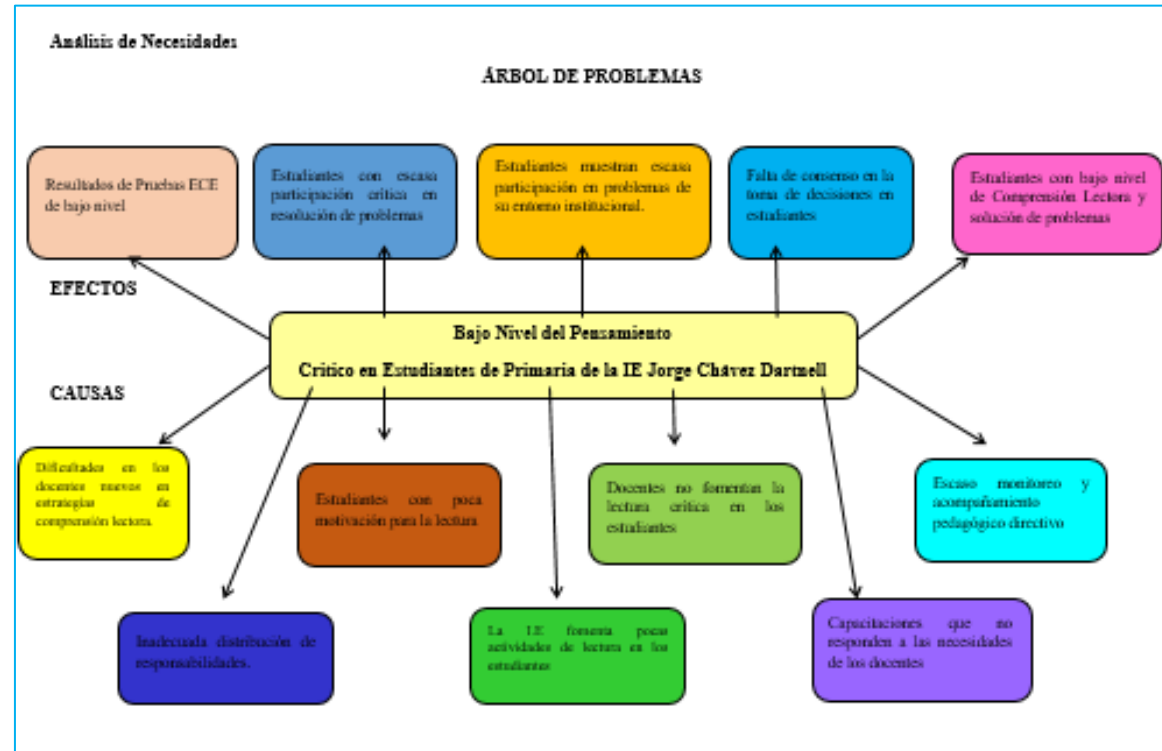 Análisis de Necesidades
ÁRBOL DE PROBLEMAS
Resultados de Pruebas ECE
de bajo nivel
Estudiantes con escasa
participación crítica en
resolución de problemas
Estudiantes muestran escasa
participación en problemas de
su entorno institucional.
Falta de consenso en la
toma de decisiones en
estudiantes
Estudiantes con bajo nivel
de Comprensión Lectora y
solución de problemas
EFECTOS
Bajo Nivel del Pensamiento
Critico en Estudiantes de Primaria de la IE Jorge Chávez Dartnell
CAUSAS
Dificultades en los
docentes nuevos en
estrategias de
comprensión lectora.
Estudiantes con poca
motivación para la lectura
Docentes no fomentan la
lectura crítica en los
estudiantes
Escaso monitoreo y
acompañamiento
pedagógico directivo
Inadecuada distribución de
responsabilidades.
La I.E fomenta pocas
actividades de lectura en los
estudiantes
Capacitaciones que no
responden a las necesidades
de los docentes